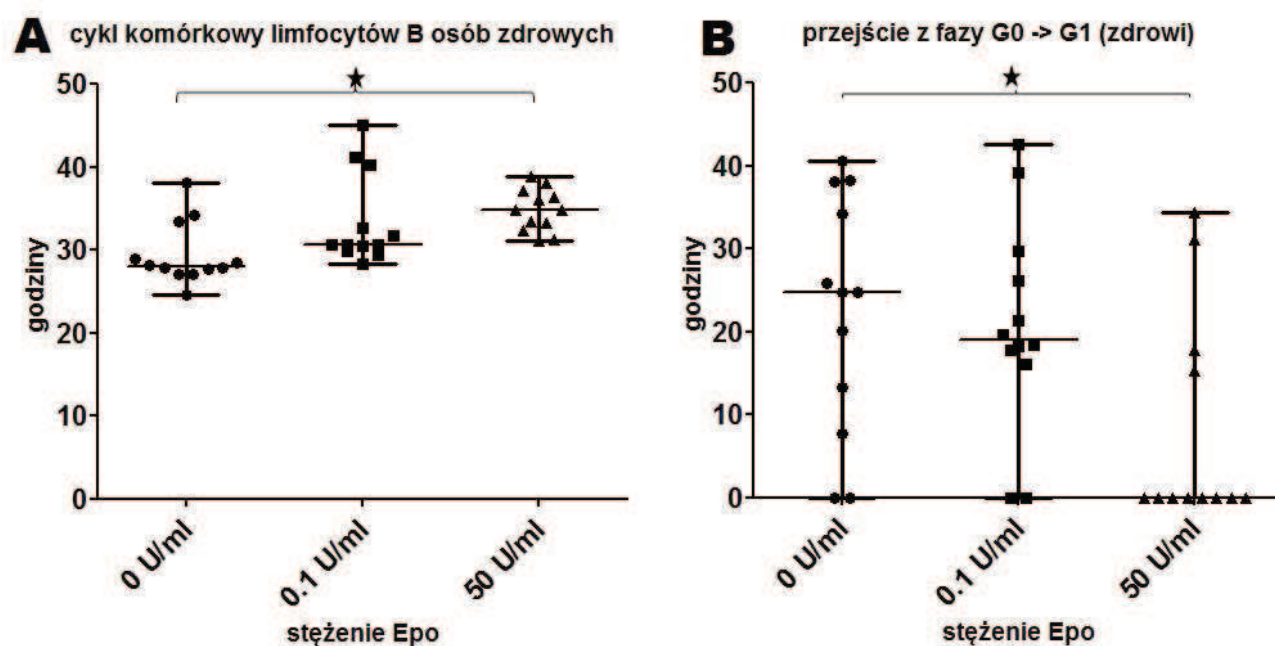 A cykl komórkowy limfocytów B osób zdrowych
50
40
30
20
10
0
godziny
0 U/ml
0.1 U/ml
50 U/ml
stężenie Epo
B przejście z fazy G0 -> G1 (zdrowi)
50
40
30
20
10
0
godziny
0 U/ml
0.1 U/ml
50 U/ml
stężenie Epo